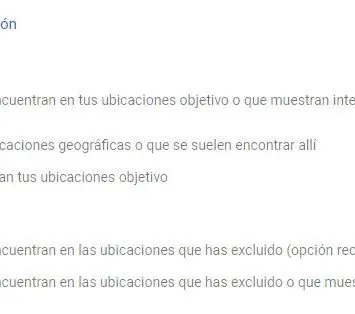 ón
cuentran en tus ubicaciones objetivo o que muestran inte
caciones geográficas o que se suelen encontrar allí
an tus ubicaciones objetivo
cuentran en las ubicaciones que has excluido (opción rec
cuentran en las ubicaciones que has excluido o que mues